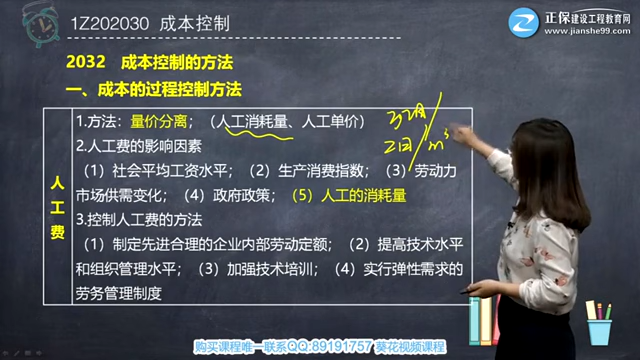 1Z202030 成本控制
正保建设工程教育网
www.jianshe99.com
2032 成本控制的方法
一、成本的过程控制方法
人工费
1.方法：量价分离；（人工消耗量、人工单价）
2.人工费的影响因素
（1）社会平均工资水平；（2）生产消费指数；（3）劳动力
市场供需变化；（4）政府政策；（5）人工的消耗量
3.控制人工费的方法
（1）制定先进合理的企业内部劳动定额；（2）提高技术水平
和组织管理水平；（3）加强技术培训；（4）实行弹性需求的
劳务管理制度
购买课程唯一联系QQ:89191757 葵花视频课程